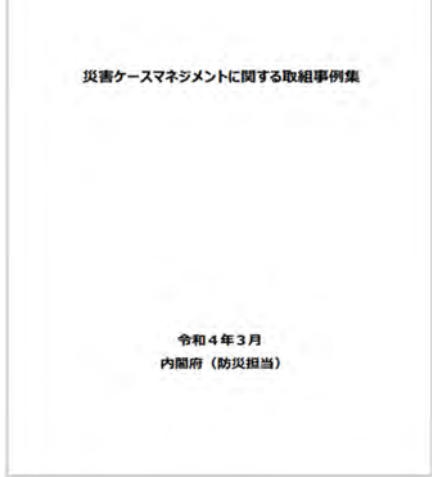 災害ケースマネジメントに関する取組事例集
令和４年３月
内閣府（防災担当）